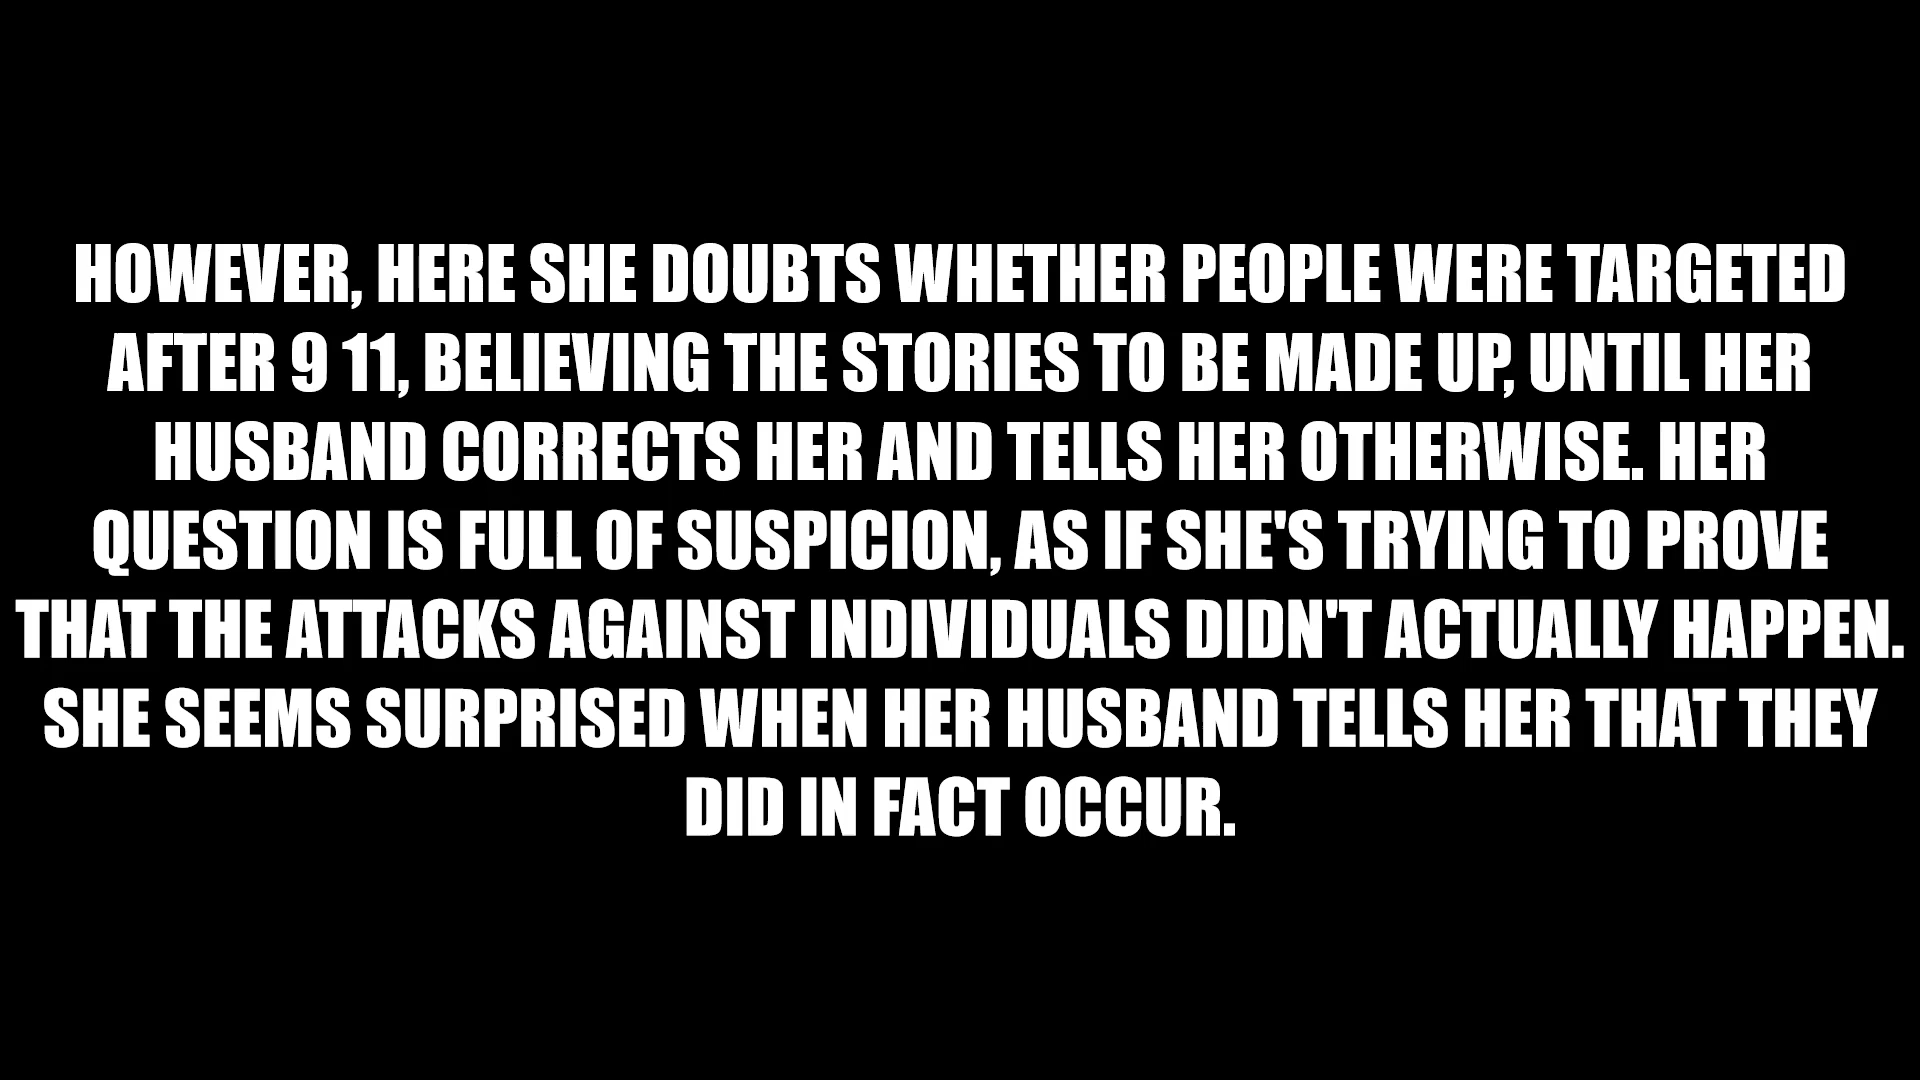 HOWEVER, HERE SHE DOUBTS WHETHER PEOPLE WERE TARGETED
AFTER 9 11, BELIEVING THE STORIES TO BE MADE UP, UNTIL HER
HUSBAND CORRECTS HER AND TELLS HER OTHERWISE. HER
QUESTION IS FULL OF SUSPICION, AS IF SHE'S TRYING TO PROVE
THAT THE ATTACKS AGAINST INDIVIDUALS DIDN'T ACTUALLY HAPPEN.
SHE SEEMS SURPRISED WHEN HER HUSBAND TELLS HER THAT THEY
DID IN FACT OCCUR.